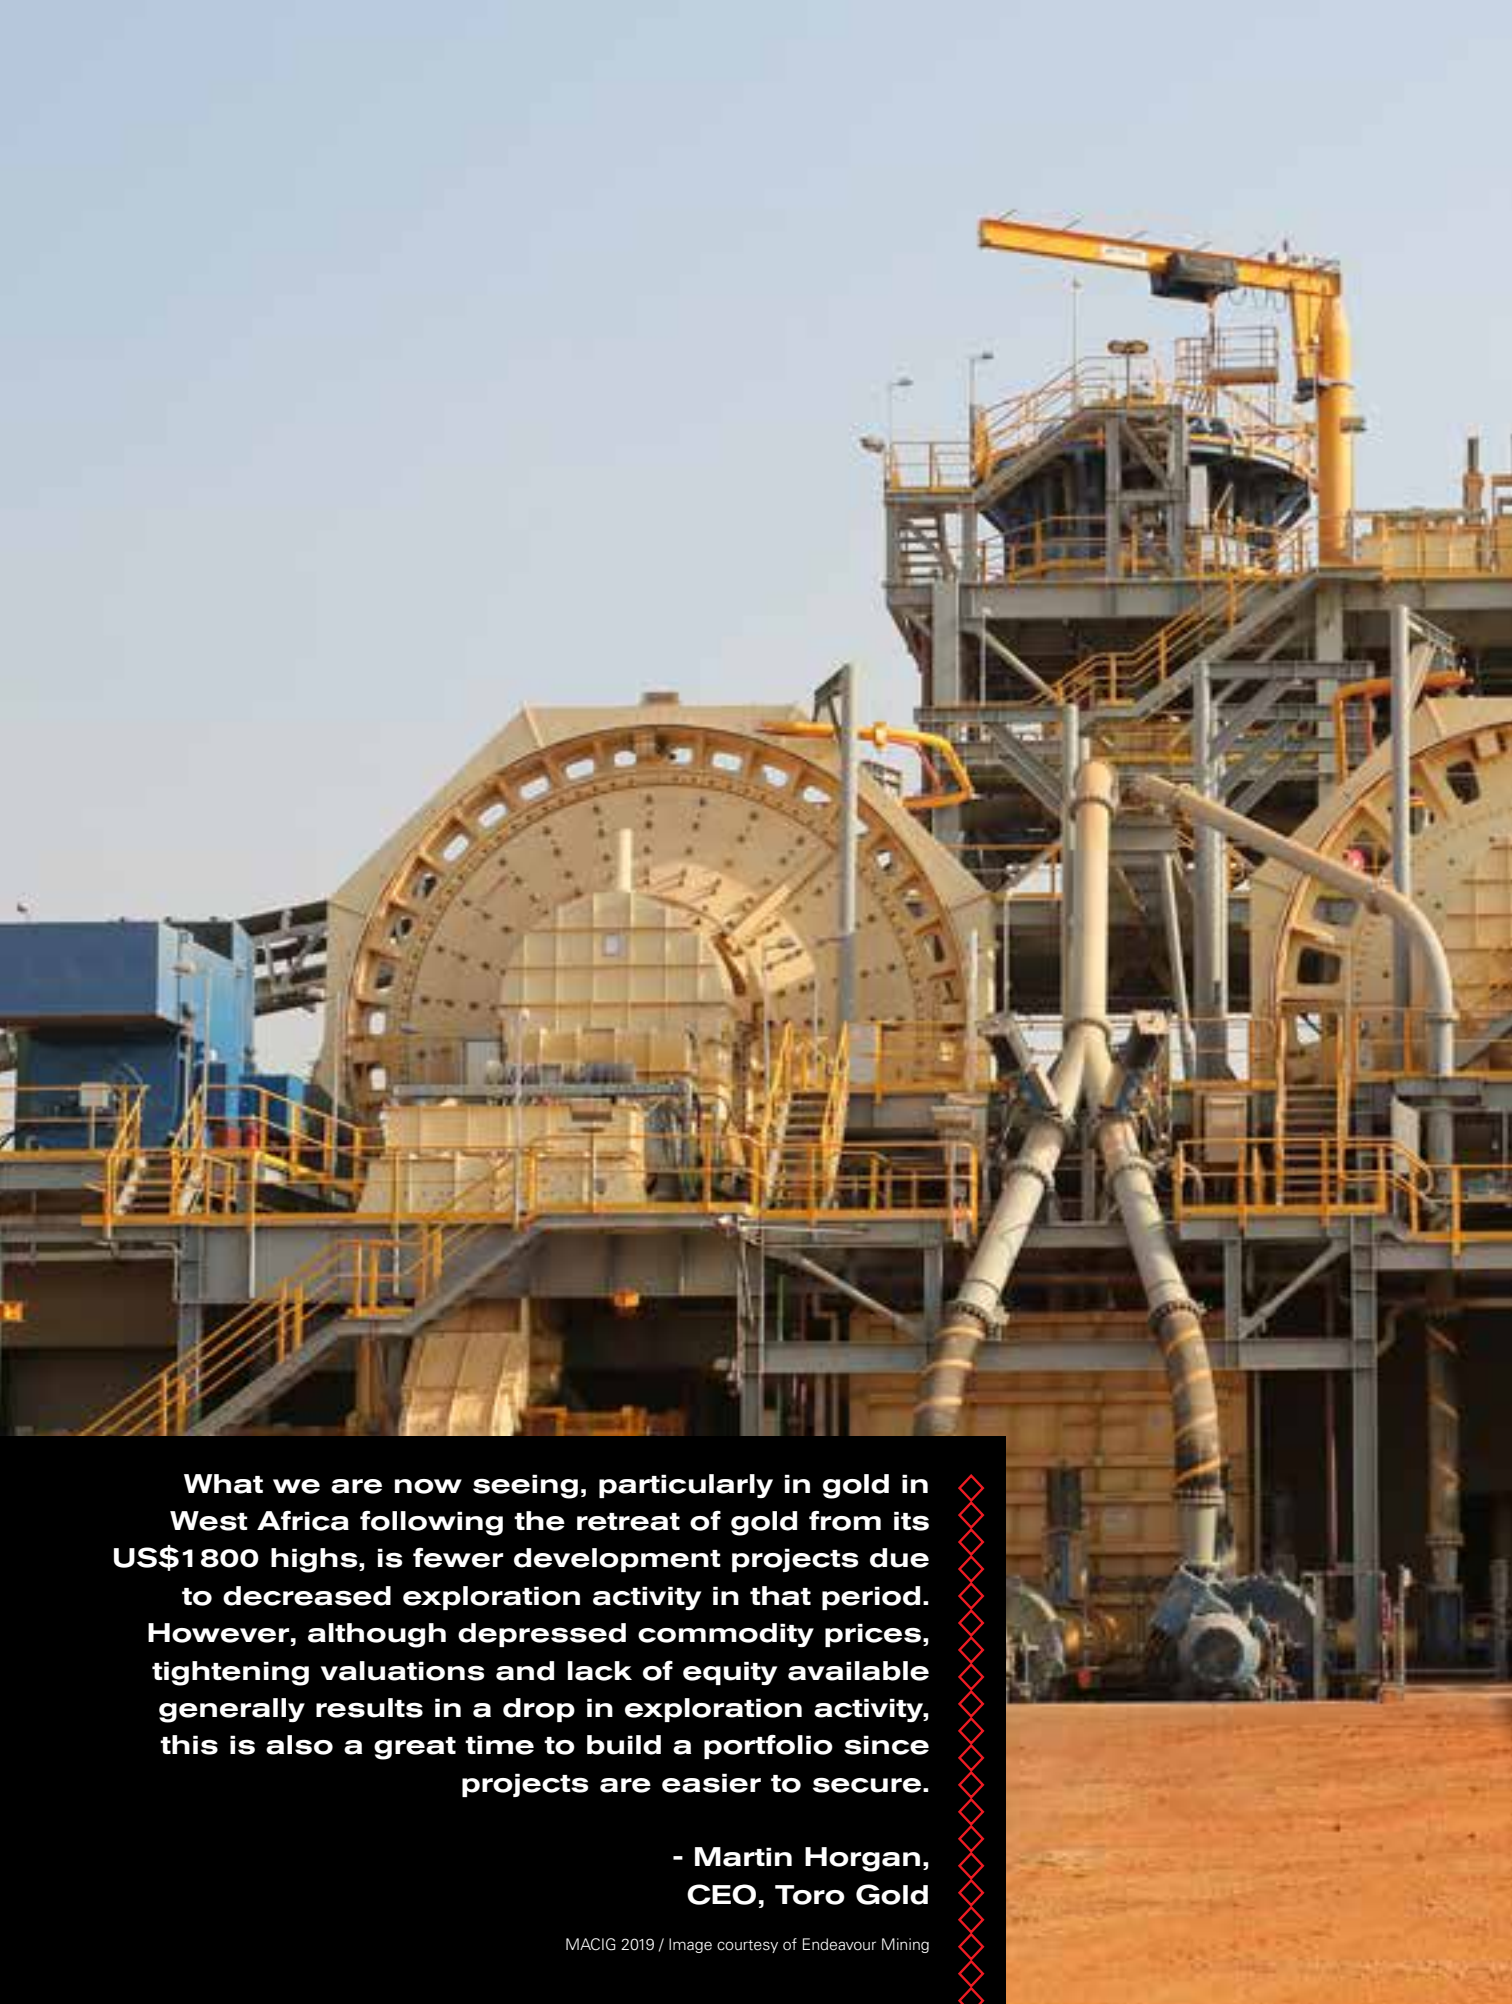 What we are now seeing, particularly in gold in
West Africa following the retreat of gold from its
US$1800 highs, is fewer development projects due
to decreased exploration activity in that period.
However, although depressed commodity prices,
tightening valuations and lack of equity available
generally results in a drop in exploration activity,
this is also a great time to build a portfolio since
projects are easier to secure.
- Martin Horgan,
CEO, Toro Gold
MACIG 2019 / Image courtesy of Endeavour Mining